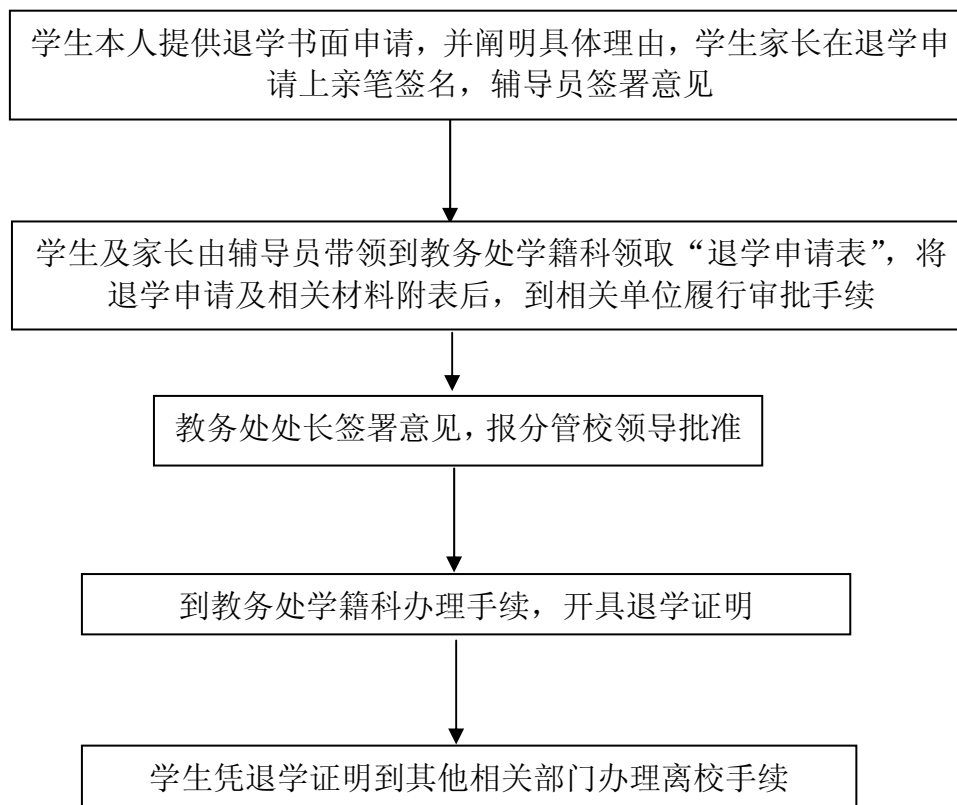 学生本人提供退学书面申请，并阐明具体理由，学生家长在退学申
请上亲笔签名，辅导员签署意见
学生及家长由辅导员带领到教务处学籍科领取“退学申请表”，将
退学申请及相关材料附表后，到相关单位履行审批手续
教务处处长签署意见，报分管校领导批准
到教务处学籍科办理手续，开具退学证明
学生凭退学证明到其他相关部门办理离校手续